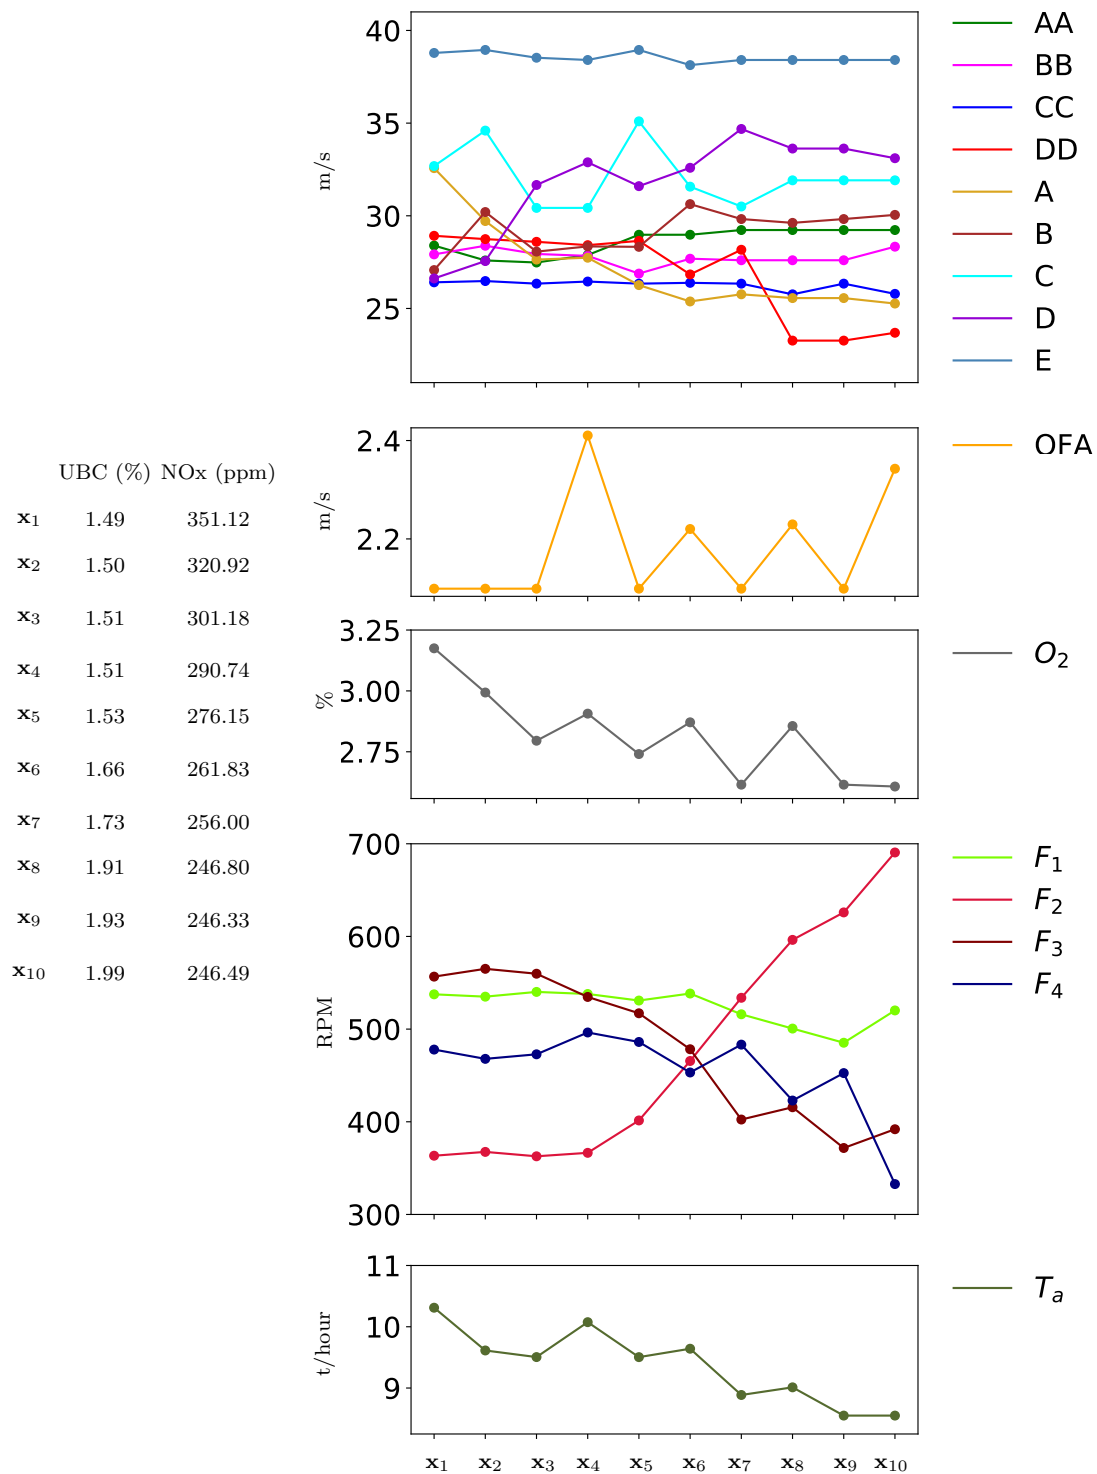 40
35
30
25
m/s
AA
BB
CC
DD
A
B
C
D
E
2.4
2.2
m/s
OFA
UBC (%) NOx (ppm)
x₁ 1.49 351.12
x₂ 1.50 320.92
x₃ 1.51 301.18
x₄ 1.51 290.74
x₅ 1.53 276.15
x₆ 1.66 261.83
x₇ 1.73 256.00
x₈ 1.91 246.80
x₉ 1.93 246.33
x₁₀ 1.99 246.49
3.25
3.00
2.75
%
O₂
700
600
500
400
300
RPM
F₁
F₂
F₃
F₄
11
10
9
t/hour
Tₐ
x₁ x₂ x₃ x₄ x₅ x₆ x₇ x₈ x₉ x₁₀